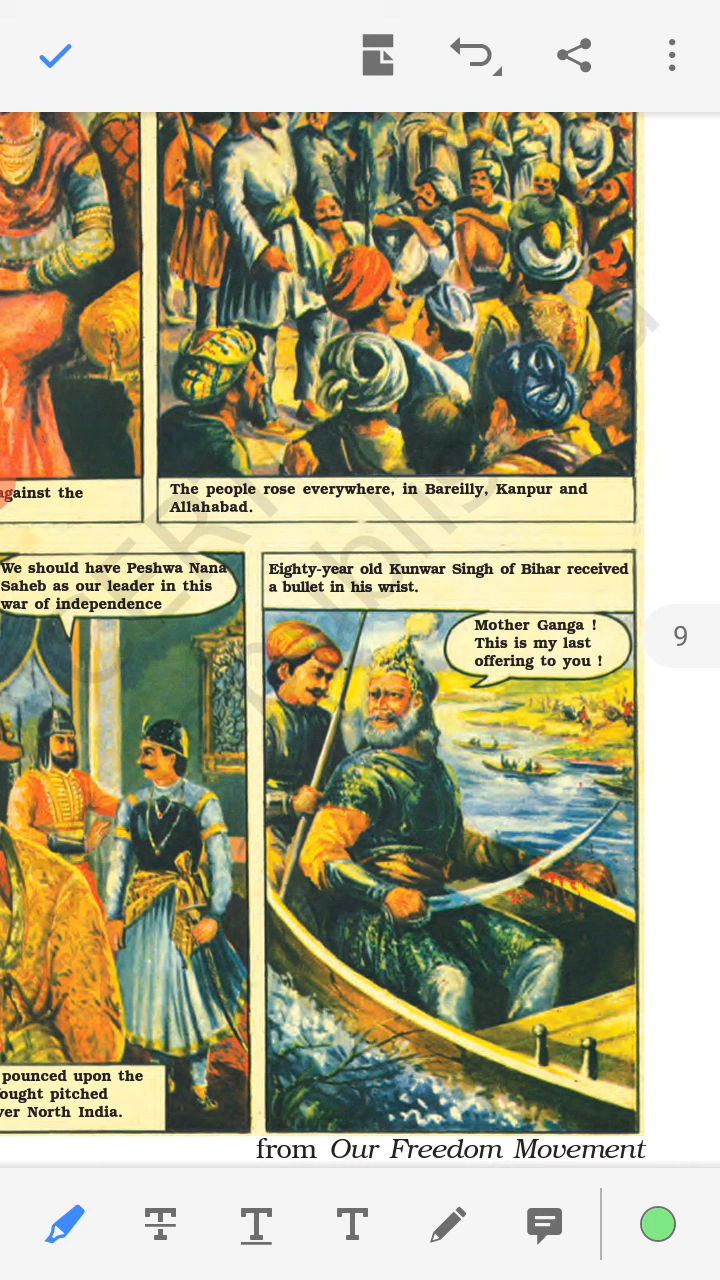 against the
The people rose everywhere, in Bareilly, Kanpur and
Allahabad.
We should have Peshwa Nana
Saheb as our leader in this
war of independence
Eighty-year old Kunwar Singh of Bihar received
a bullet in his wrist.
Mother Ganga !
This is my last
offering to you !
9
pounced upon the
ought pitched
ver North India.
from Our Freedom Movement